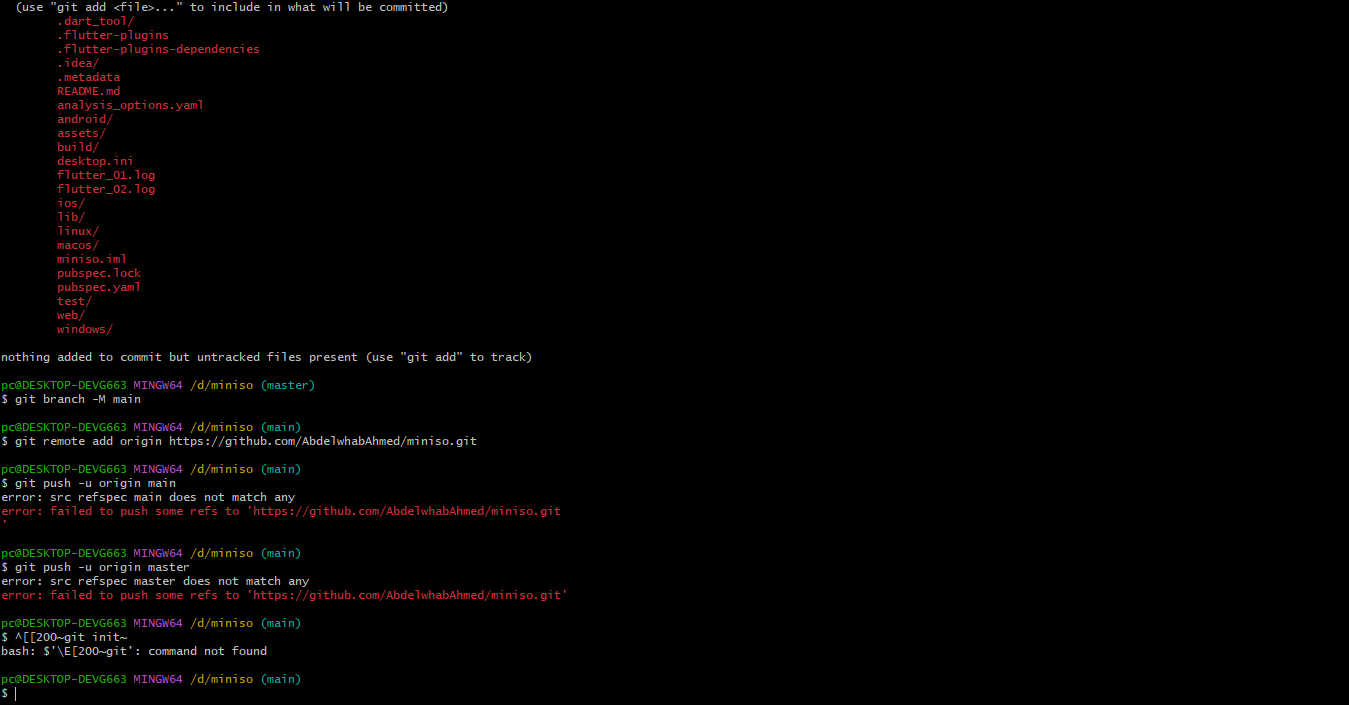 (use "git add <file>..." to include in what will be committed)
.dart_tool/
.flutter-plugins
.flutter-plugins-dependencies
.idea/
.metadata
README.md
analysis_options.yaml
android/
assets/
build/
desktop.ini
flutter_01.log
flutter_02.log
ios/
lib/
linux/
macos/
miniso.iml
pubspec.lock
pubspec.yaml
test/
web/
windows/
nothing added to commit but untracked files present (use "git add" to track)
pc@DESKTOP-DEVG663 MINGW64 /d/miniso (master)
$ git branch -M main
pc@DESKTOP-DEVG663 MINGW64 /d/miniso (main)
$ git remote add origin https://github.com/AbdelwhabAhmed/miniso.git
pc@DESKTOP-DEVG663 MINGW64 /d/miniso (main)
$ git push -u origin main
error: src refspec main does not match any
error: failed to push some refs to 'https://github.com/AbdelwhabAhmed/miniso.git
'
pc@DESKTOP-DEVG663 MINGW64 /d/miniso (main)
$ git push -u origin master
error: src refspec master does not match any
error: failed to push some refs to 'https://github.com/AbdelwhabAhmed/miniso.git'
pc@DESKTOP-DEVG663 MINGW64 /d/miniso (main)
$ ^[[200~git init~
bash: $'\E[200~git': command not found
pc@DESKTOP-DEVG663 MINGW64 /d/miniso (main)
$